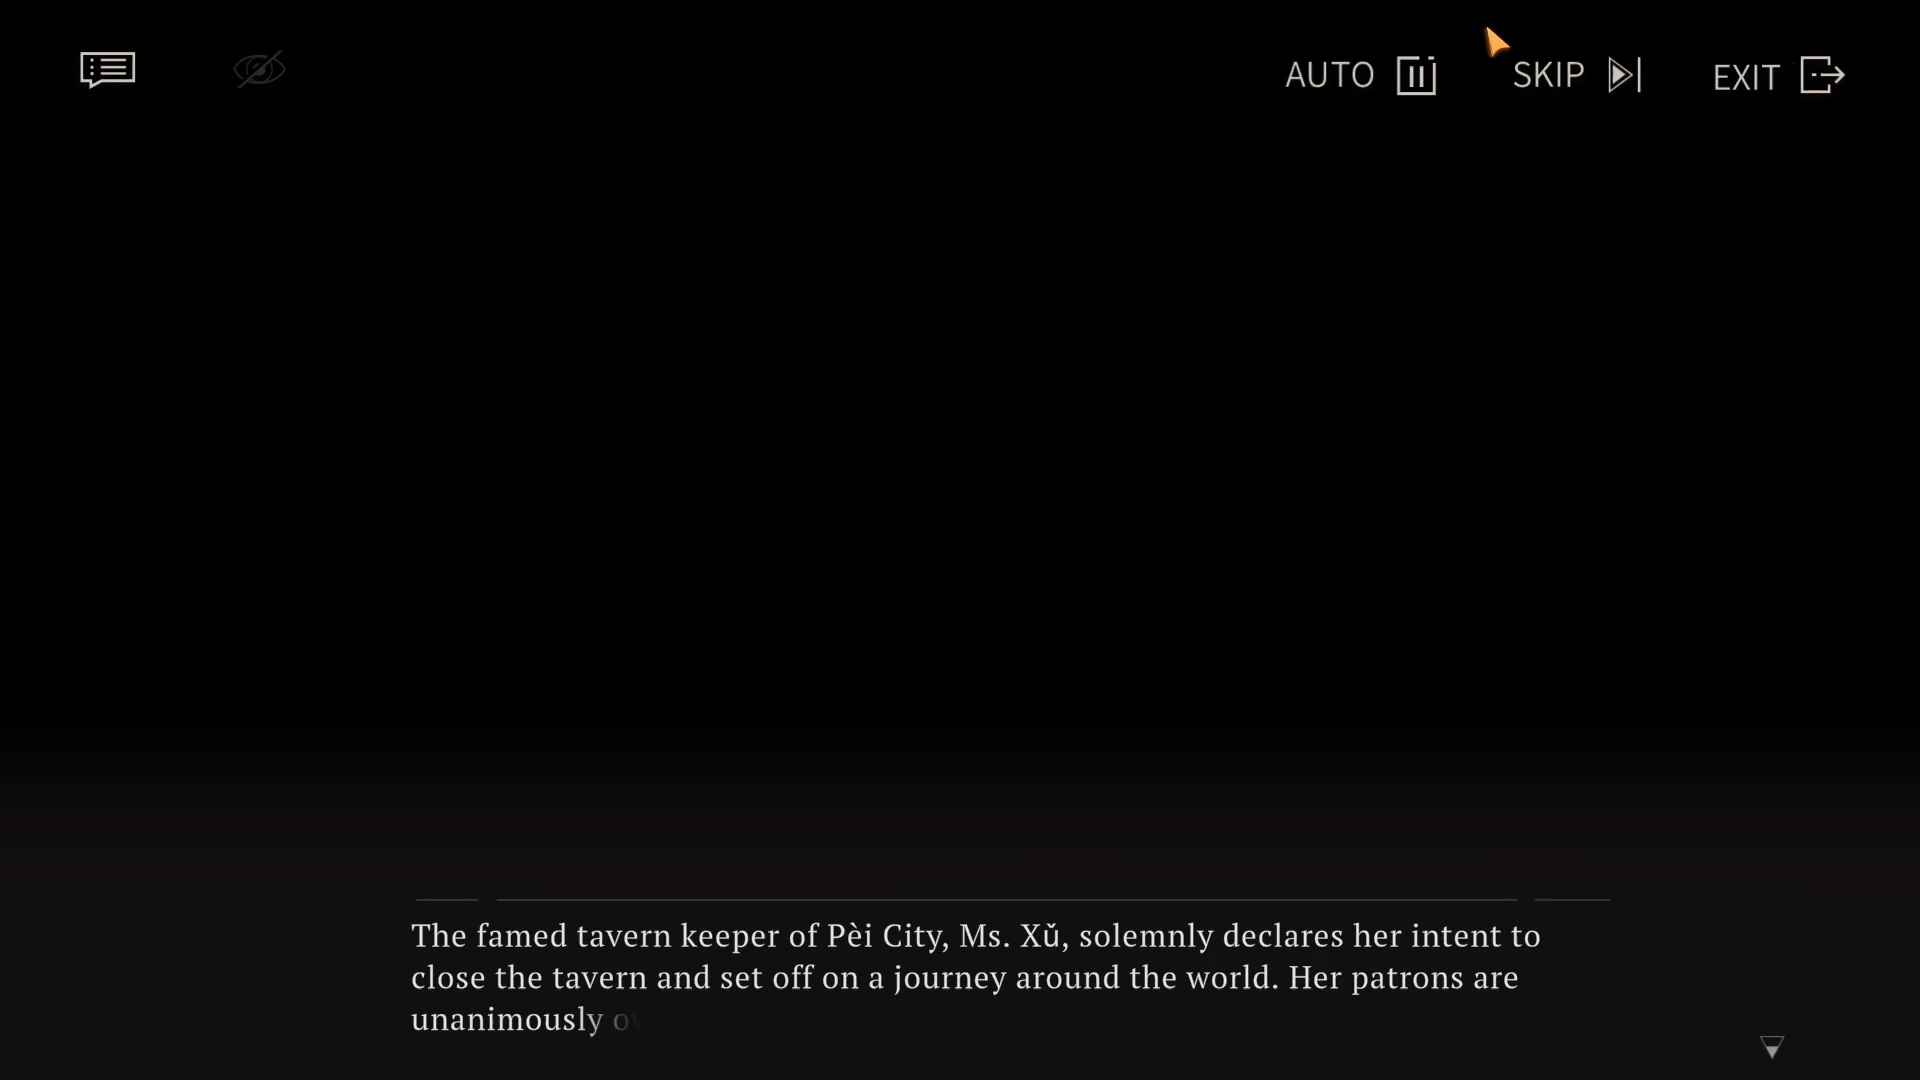 AUTO
SKIP
EXIT
The famed tavern keeper of Pèi City, Ms. Xǔ, solemnly declares her intent to
close the tavern and set off on a journey around the world. Her patrons are
unanimously